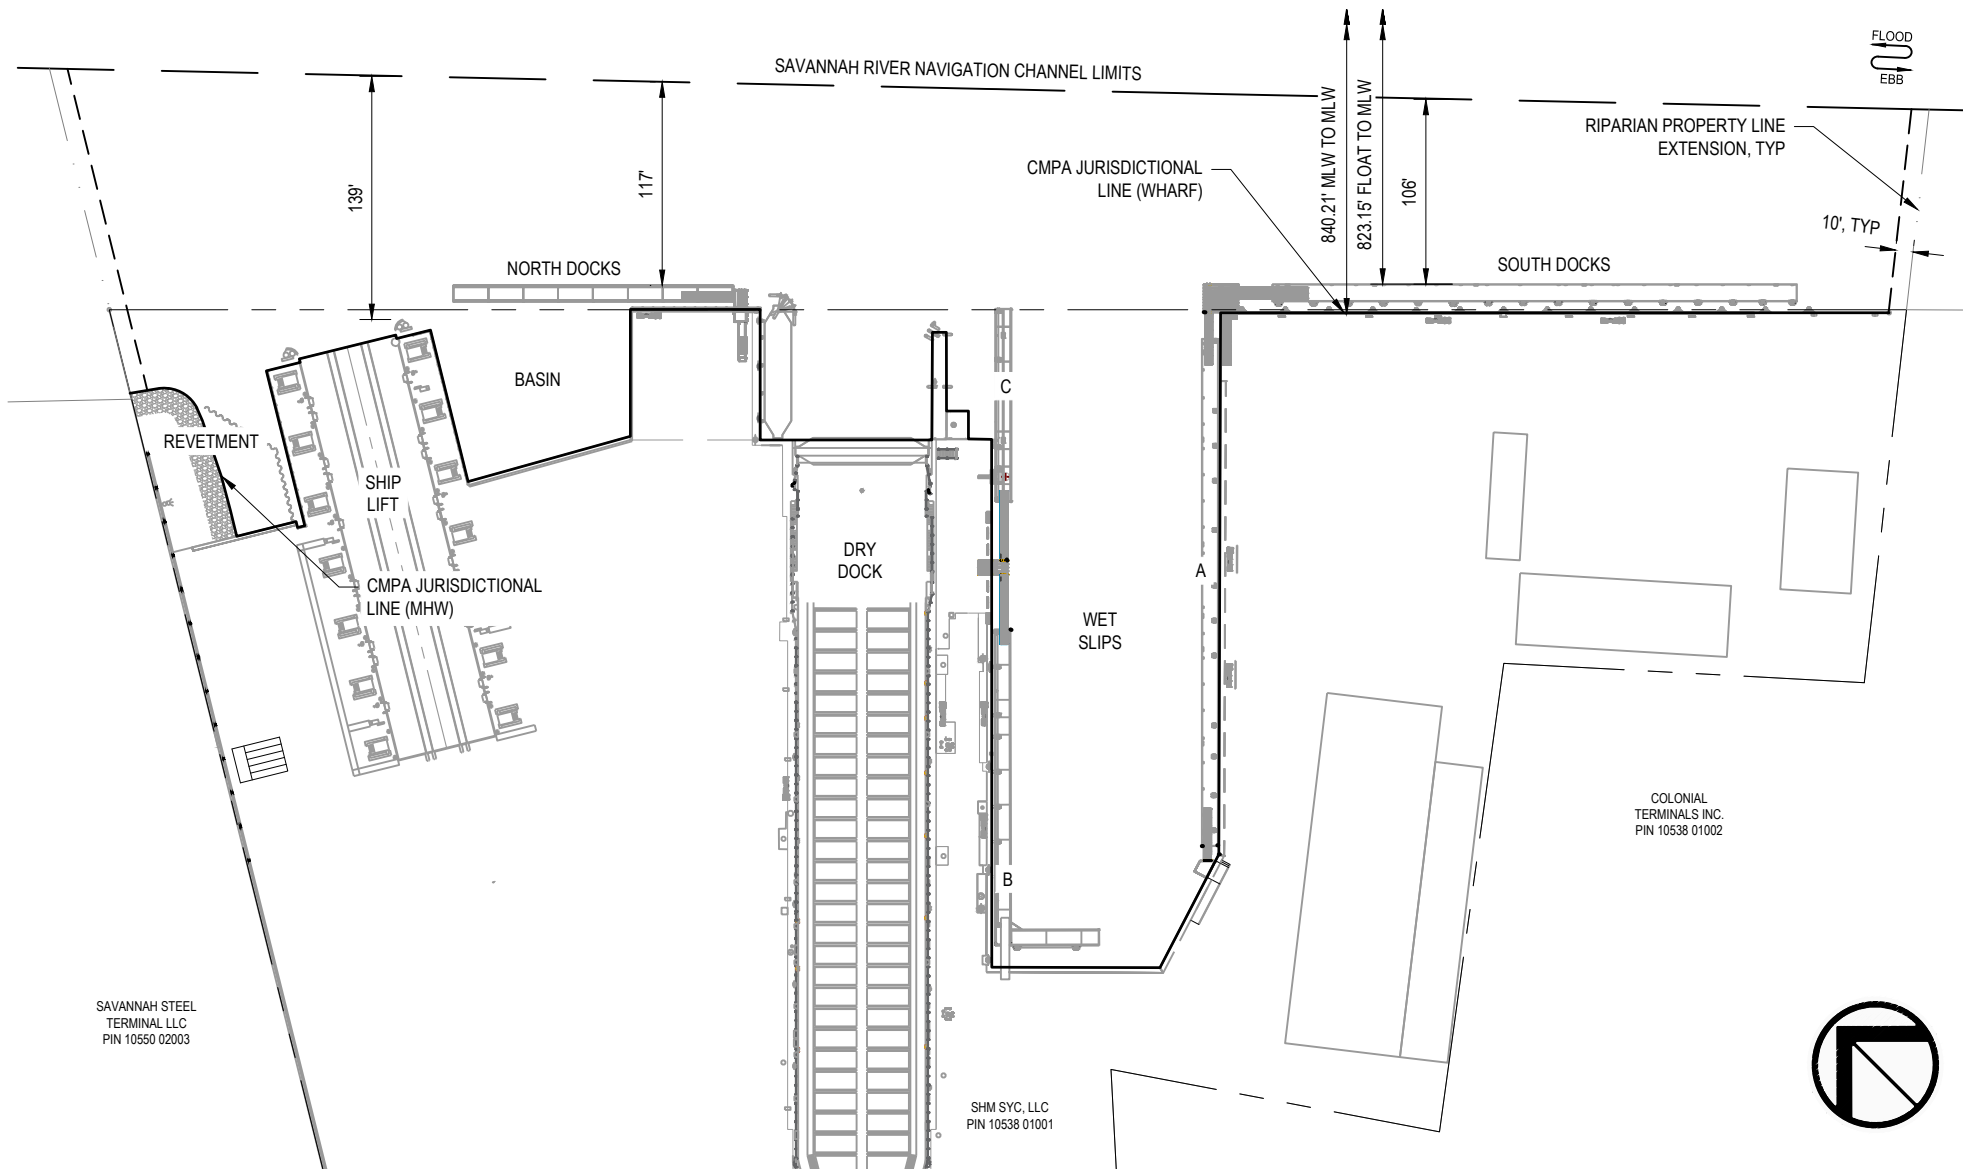 FLOOD
EBB
SAVANNAH RIVER NAVIGATION CHANNEL LIMITS
840.21' MLW TO MLW
823.15' FLOAT TO MLW
RIPARIAN PROPERTY LINE
EXTENSION, TYP
CMPA JURISDICTIONAL
LINE (WHARF)
139'
117'
106'
10', TYP
NORTH DOCKS
SOUTH DOCKS
BASIN
C
REVETMENT
SHIP
LIFT
DRY
DOCK
A
CMPA JURISDICTIONAL
LINE (MHW)
WET
SLIPS
COLONIAL
TERMINALS INC.
PIN 10538 01002
B
SAVANNAH STEEL
TERMINAL LLC
PIN 10550 02003
SHM SYC, LLC
PIN 10538 01001